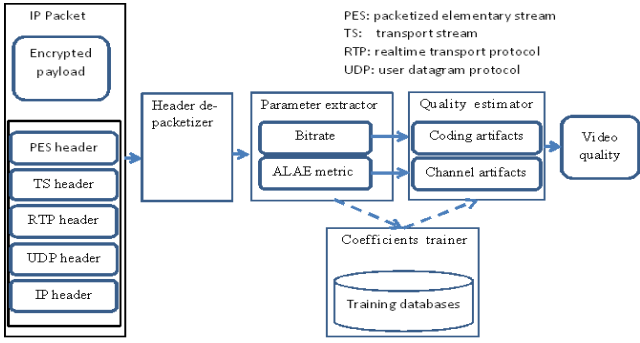 IP Packet
Encrypted
payload
PES header
TS header
RTP header
UDP header
IP header
PES: packetized elementary stream
TS: transport stream
RTP: realtime transport protocol
UDP: user datagram protocol
Header de-
packetizer
Parameter extractor
Bitrate
ALAE metric
Quality estimator
Coding artifacts
Channel artifacts
Video
quality
Coefficients trainer
Training databases